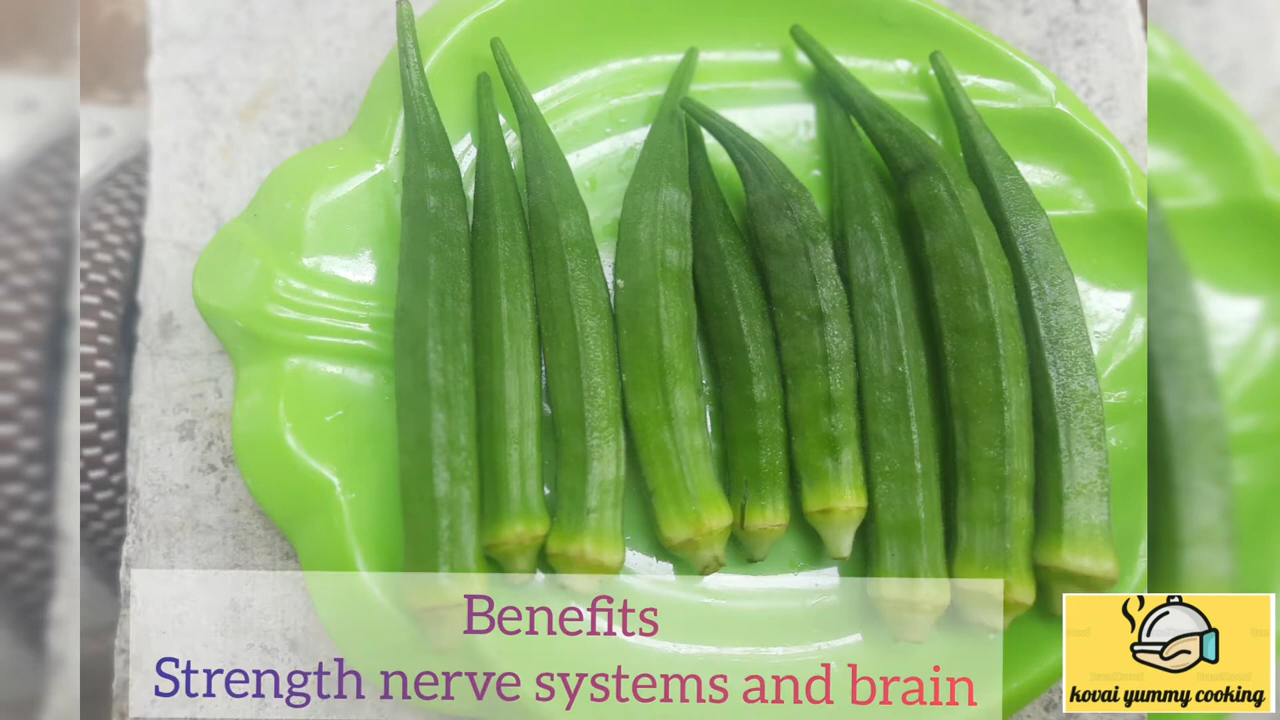 Benefits
Strength nerve systems and brain
kovai yummy cooking